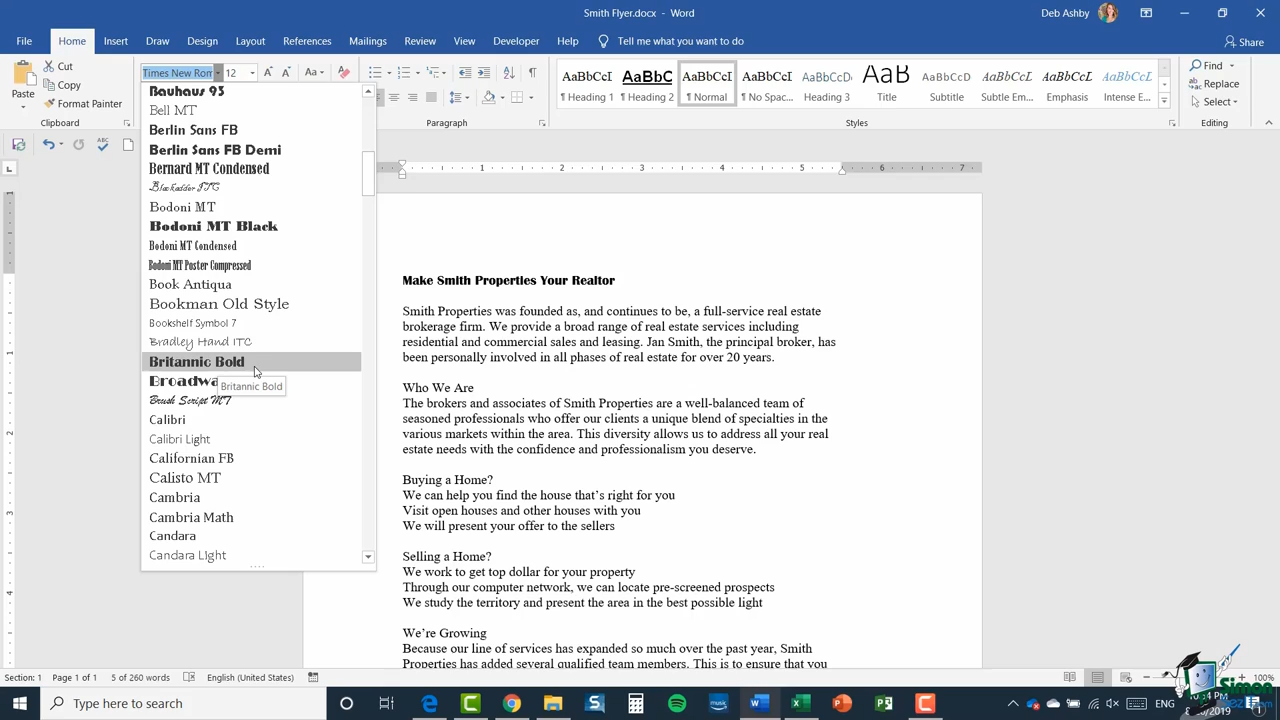 Smith Flyer.docx - Word
Deb Ashby
File Home Insert Draw Design Layout References Mailings Review View Developer Help Tell me what you want to do Share
Cut
Copy
Format Painter
Paste
Clipboard
Times New Rom 12
Aa
Paragraph
AaBbCcI ¶ Heading 1
AaBbC ¶ Heading 2
AaBbCcI ¶ Normal
AaBbCcI ¶ No Spac...
AaBbCcD Heading 3
AaB Title
AaBbCcD Subtitle
AaBbCcI Subtle Em...
AaBbCcI Emphasis
AaBbCcI Intense E...
Styles
Find
Replace
Select
Editing
Bauhaus 93
Bell MT
Berlin Sans FB
Berlin Sans FB Demi
Bernard MT Condensed
Blackadder ITC
Bodoni MT
Bodoni MT Black
Bodoni MT Condensed
Bodoni MT Poster Compressed
Book Antiqua
Bookman Old Style
Bookshelf Symbol 7
Bradley Hand ITC
Britannic Bold
Broadwa
Britannic Bold
Brush Script MT
Calibri
Calibri Light
Californian FB
Calisto MT
Cambria
Cambria Math
Candara
Candara Light
1 2 3 4 5 6 7
Make Smith Properties Your Realtor
Smith Properties was founded as, and continues to be, a full-service real estate
brokerage firm. We provide a broad range of real estate services including
residential and commercial sales and leasing. Jan Smith, the principal broker, has
been personally involved in all phases of real estate for over 20 years.
Who We Are
The brokers and associates of Smith Properties are a well-balanced team of
seasoned professionals who offer our clients a unique blend of specialties in the
various markets within the area. This diversity allows us to address all your real
estate needs with the confidence and professionalism you deserve.
Buying a Home?
We can help you find the house that's right for you
Visit open houses and other houses with you
We will present your offer to the sellers
Selling a Home?
We work to get top dollar for your property
Through our computer network, we can locate pre-screened prospects
We study the territory and present the area in the best possible light
We're Growing
Because our line of services has expanded so much over the past year, Smith
Properties has added several qualified team members. This is to ensure that you
Section: 1 Page 1 of 1 5 of 260 words English (United States) 100%
Type here to search